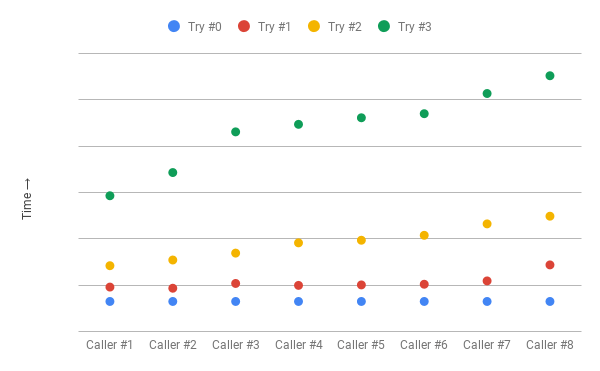 Try #0 Try #1 Try #2 Try #3
Time →
Caller #1 Caller #2 Caller #3 Caller #4 Caller #5 Caller #6 Caller #7 Caller #8